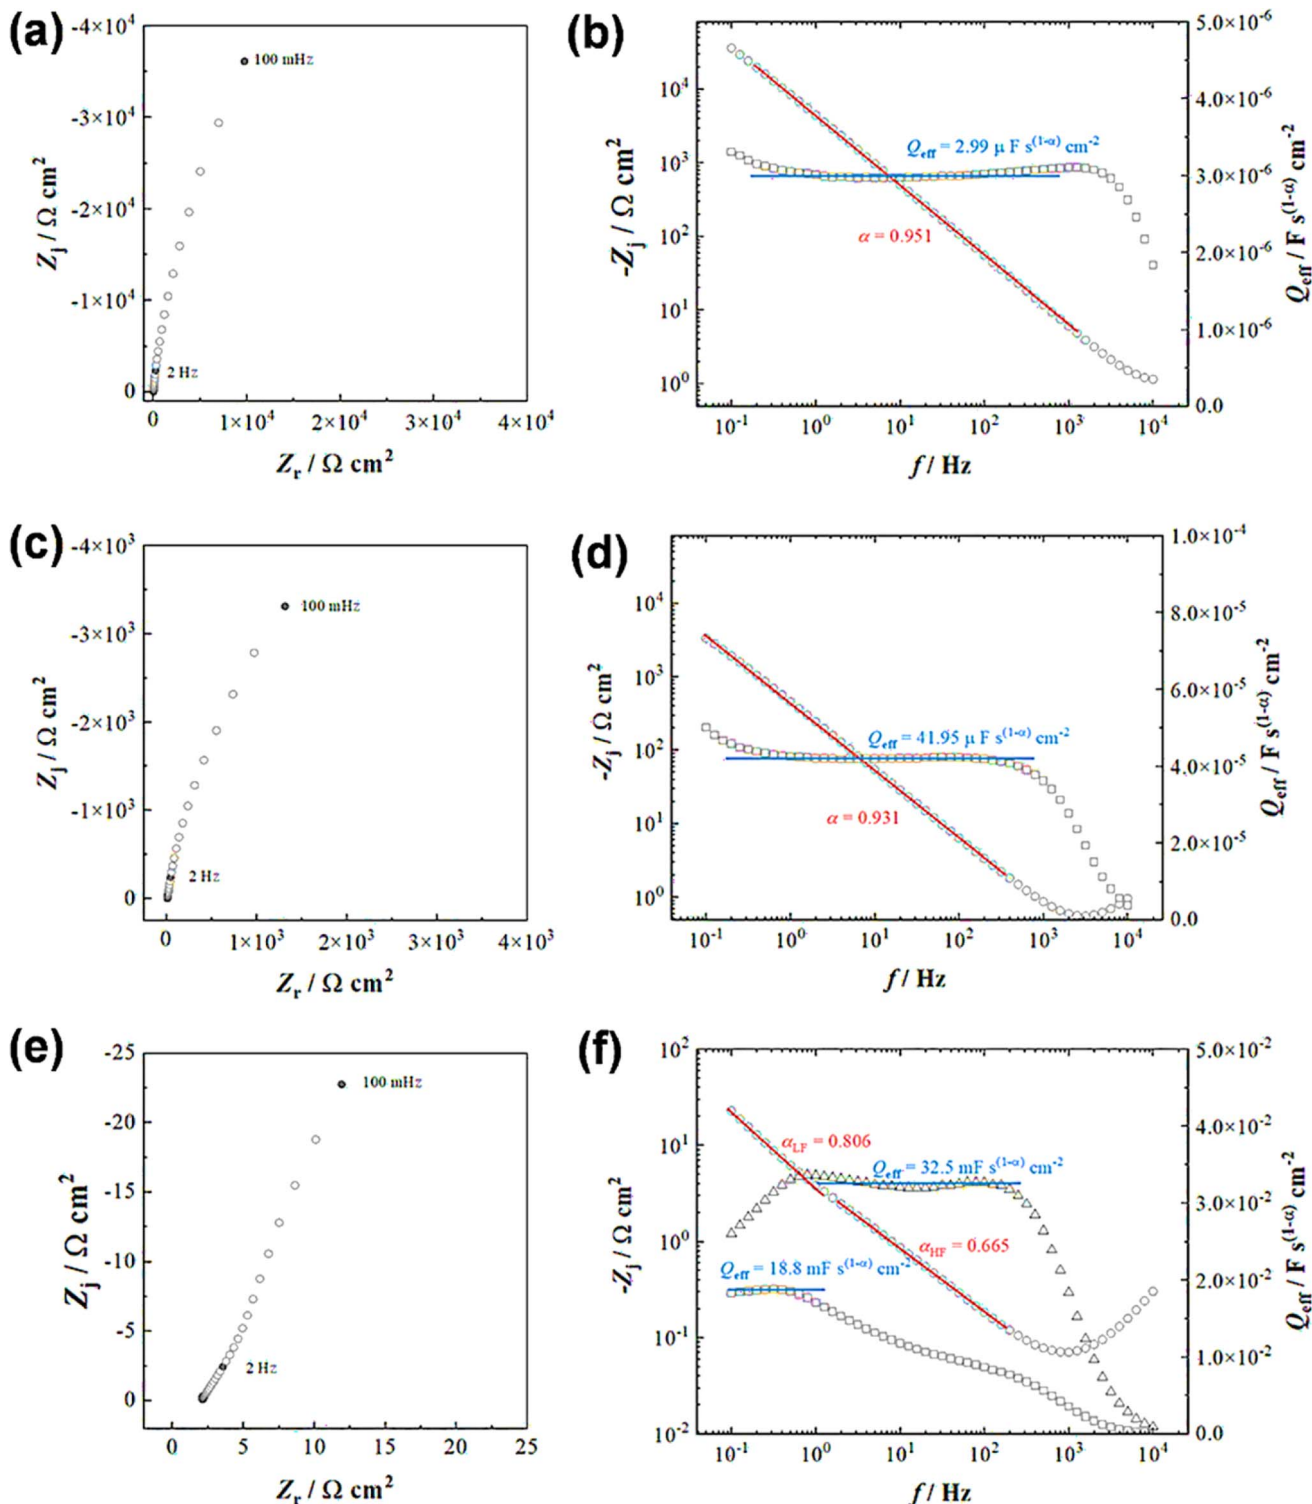 (a)
-4×10⁴
-3×10⁴
-2×10⁴
-1×10⁴
0
Zj / Ω cm²
100 mHz
2 Hz
0 1×10⁴ 2×10⁴ 3×10⁴ 4×10⁴
Zr / Ω cm²
(b)
10⁴
10³
10²
10¹
10⁰
-Zj / Ω cm²
Qeff = 2.99 μ F s(1-α) cm-2
α = 0.951
5.0×10-6
4.0×10-6
3.0×10-6
2.0×10-6
1.0×10-6
0.0
Qeff / F s(1-α) cm-2
10-1 10⁰ 10¹ 10² 10³ 10⁴
f / Hz
(c)
-4×10³
-3×10³
-2×10³
-1×10³
0
Zj / Ω cm²
100 mHz
2 Hz
0 1×10³ 2×10³ 3×10³ 4×10³
Zr / Ω cm²
(d)
10⁴
10³
10²
10¹
10⁰
-Zj / Ω cm²
Qeff = 41.95 μ F s(1-α) cm-2
α = 0.931
1.0×10-4
8.0×10-5
6.0×10-5
4.0×10-5
2.0×10-5
0.0
Qeff / F s(1-α) cm-2
10-1 10⁰ 10¹ 10² 10³ 10⁴
f / Hz
(e)
-25
-20
-15
-10
-5
0
Zj / Ω cm²
100 mHz
2 Hz
0 5 10 15 20 25
Zr / Ω cm²
(f)
10²
10¹
10⁰
10-1
10-2
-Zj / Ω cm²
αLF = 0.806
Qeff = 32.5 mF s(1-α) cm-2
αHF = 0.665
Qeff = 18.8 mF s(1-α) cm-2
5.0×10-2
4.0×10-2
3.0×10-2
2.0×10-2
1.0×10-2
0.0
Qeff / F s(1-α) cm-2
10-1 10⁰ 10¹ 10² 10³ 10⁴
f / Hz